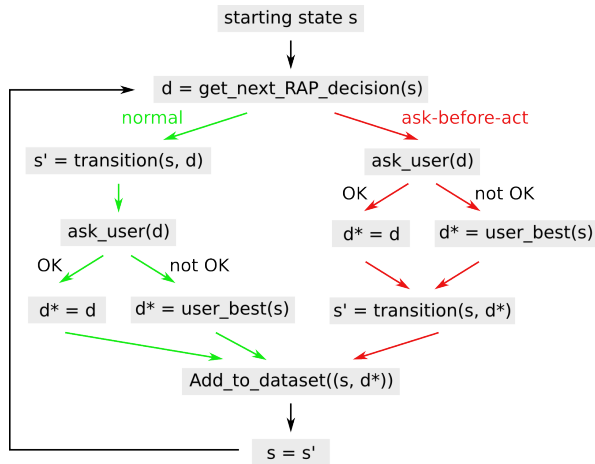 starting state s
d = get_next_RAP_decision(s)
normal
ask-before-act
s' = transition(s, d)
ask_user(d)
OK
not OK
ask_user(d)
d* = d
d* = user_best(s)
OK
not OK
d* = d
d* = user_best(s)
s' = transition(s, d*)
Add_to_dataset((s, d*))
s = s'